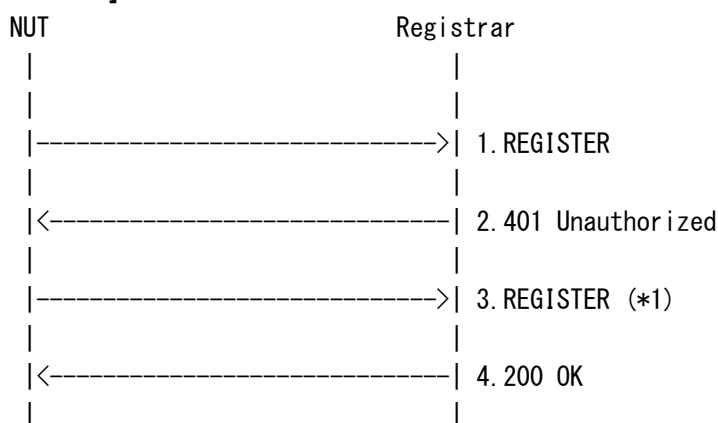 NUT Registrar
| |
| |
|------------------------------>| 1.REGISTER
| |
|<------------------------------| 2.401 Unauthorized
| |
|------------------------------>| 3.REGISTER (*1)
| |
|<------------------------------| 4.200 OK
| |